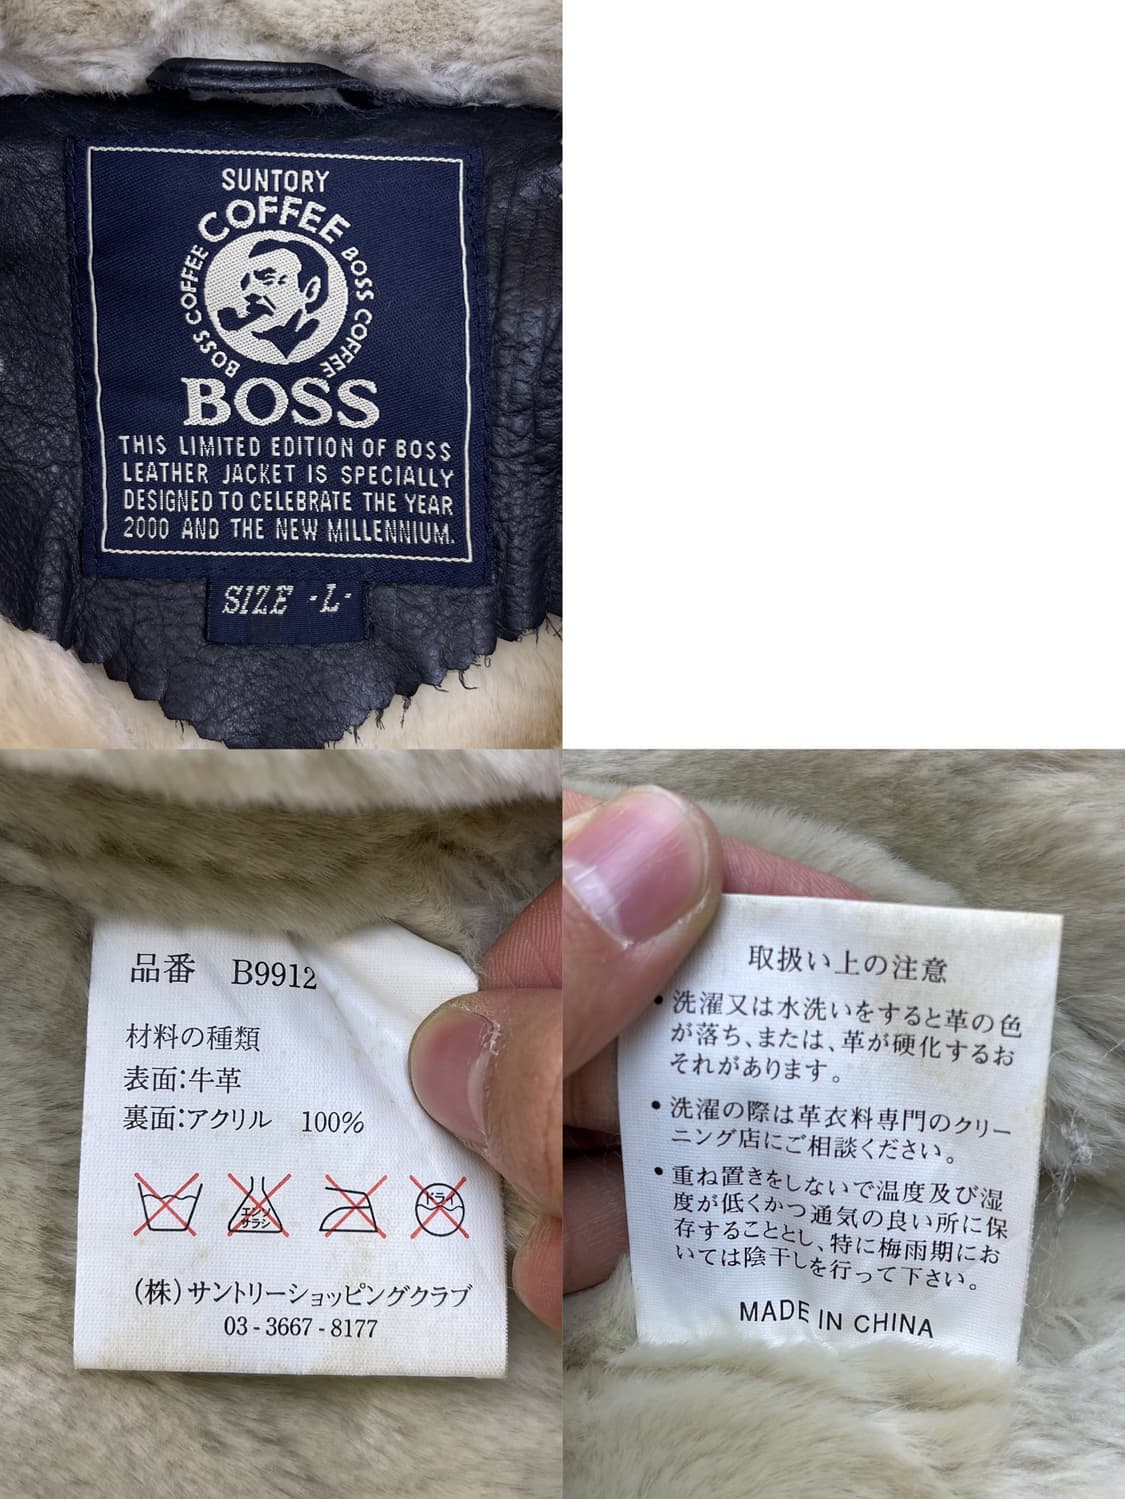 SUNTORY
COFFEE
BOSS COFFEE
BOSS COFFEE
BOSS
THIS LIMITED EDITION OF BOSS
LEATHER JACKET IS SPECIALLY
DESIGNED TO CELEBRATE THE YEAR
2000 AND THE NEW MILLENNIUM.
SIZE -L-
品番 B9912
材料の種類
表面:牛革
裏面:アクリル 100%
エンソ
サラシ
ドライ
(株)サントリーショッピングクラブ
03-3667-8177
取扱い上の注意
•洗濯又は水洗いをすると革の色
が落ち、または、革が硬化するお
それがあります。
•洗濯の際は革衣料専門のクリー
ニング店にご相談ください。
•重ね置きをしないで温度及び湿
度が低くかつ通気の良い所に保
存することとし、特に梅雨期にお
いては陰干しを行って下さい。
MADE IN CHINA